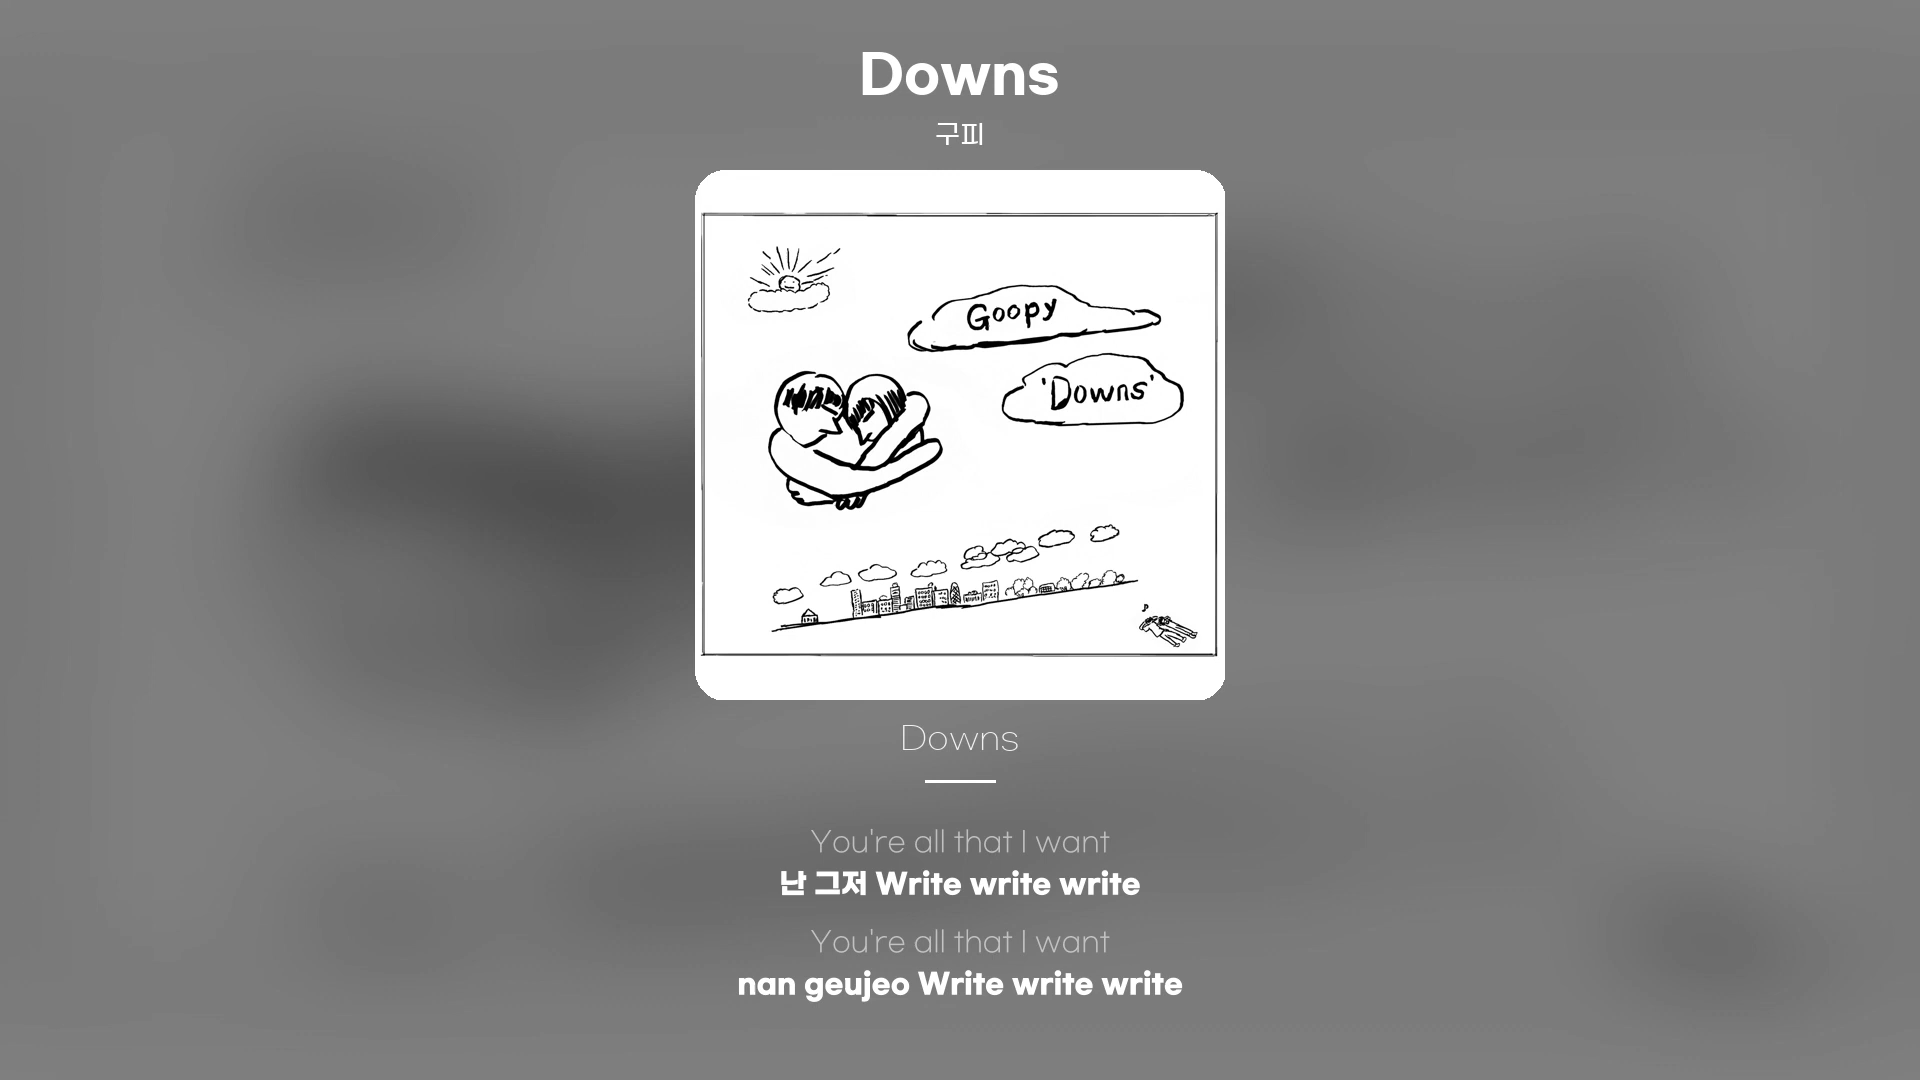 Downs
구피
Goopy
'Downs'
Downs
You're all that I want
난 그저 Write write write
You're all that I want
nan geujeo Write write write